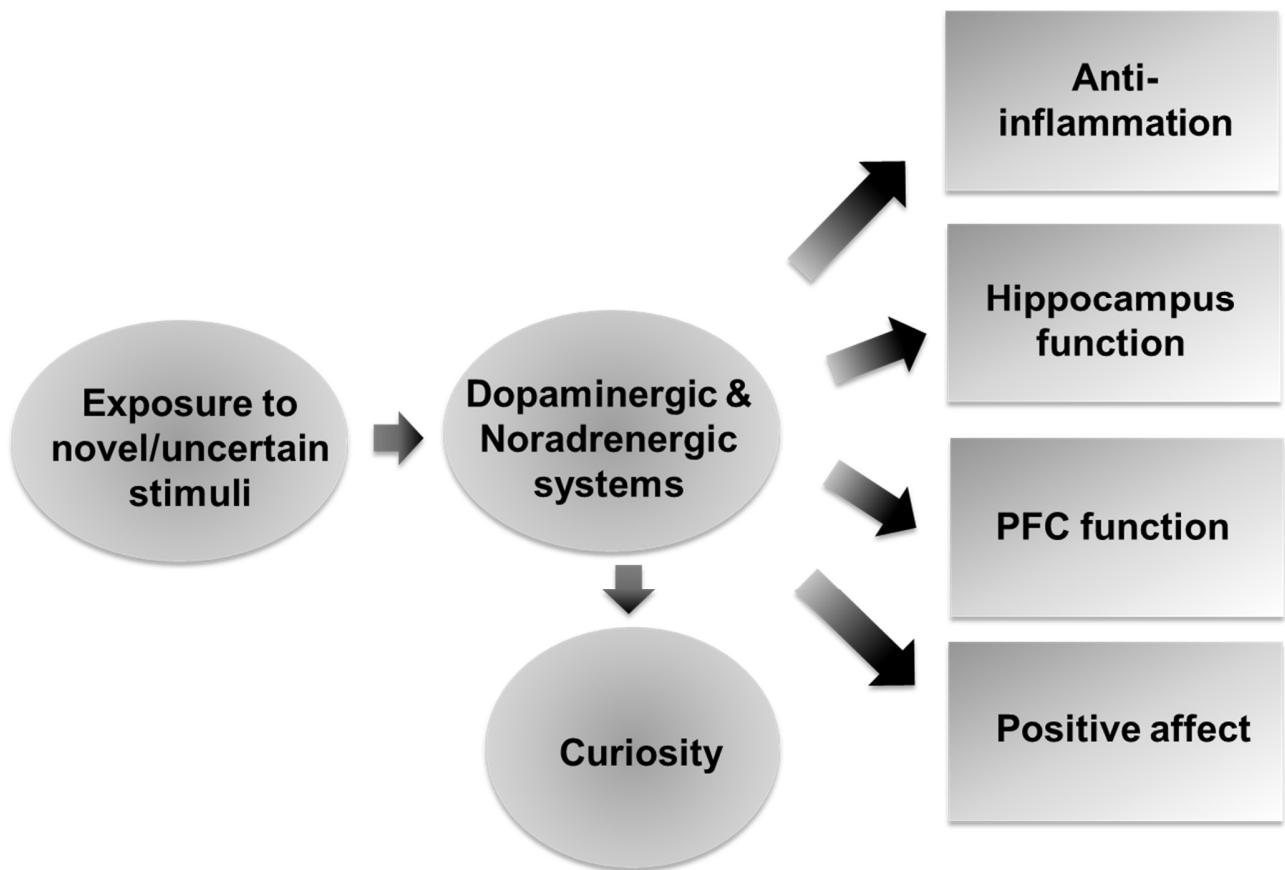 Exposure to
novel/uncertain
stimuli
Dopaminergic &
Noradrenergic
systems
Curiosity
Anti-
inflammation
Hippocampus
function
PFC function
Positive affect